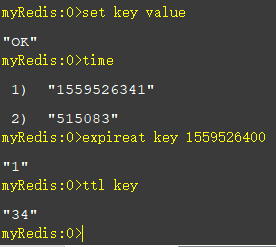 myRedis:0>set key value
"OK"
myRedis:0>time
1) "1559526341"
2) "515083"
myRedis:0>expireat key 1559526400
"1"
myRedis:0>ttl key
"34"
myRedis:0>